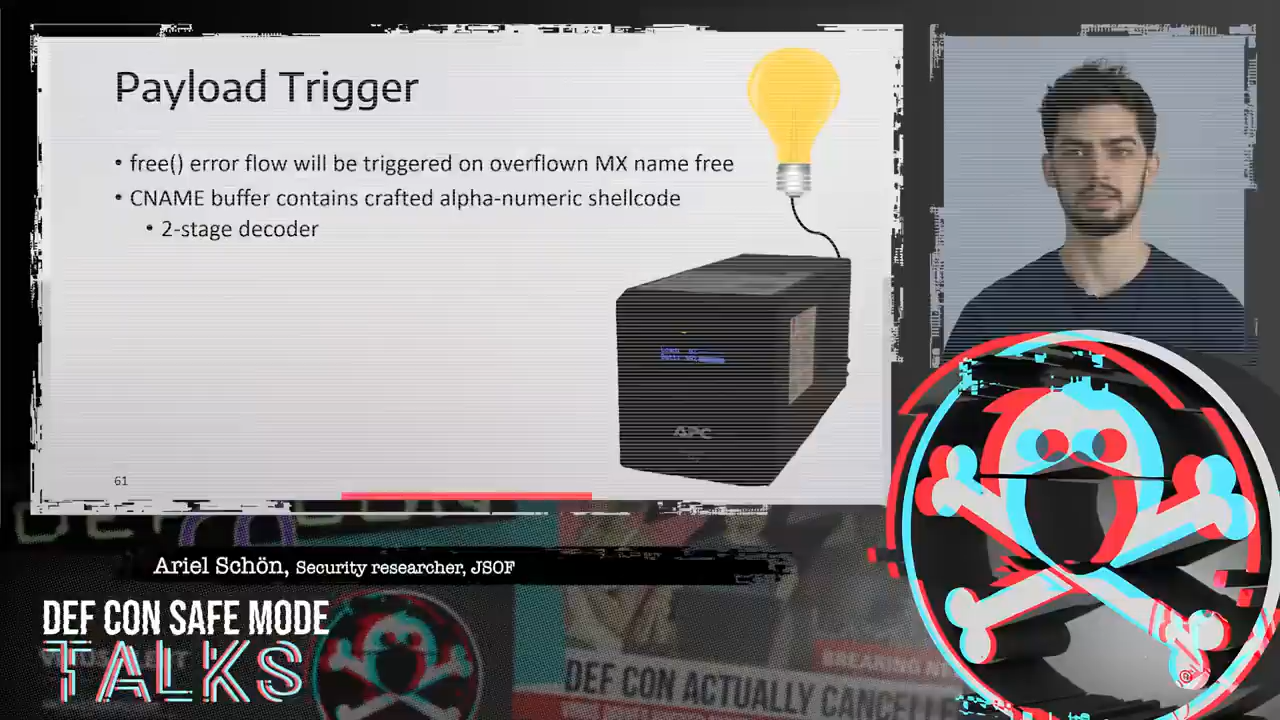 Payload Trigger
• free() error flow will be triggered on overflown MX name free
• CNAME buffer contains crafted alpha-numeric shellcode
• 2-stage decoder
APC
61
Ariel Schön, Security researcher, JSOF
DEF CON SAFE MODE
TALKS
BREAKING NE
DEF CON ACTUALLY CANCELLE